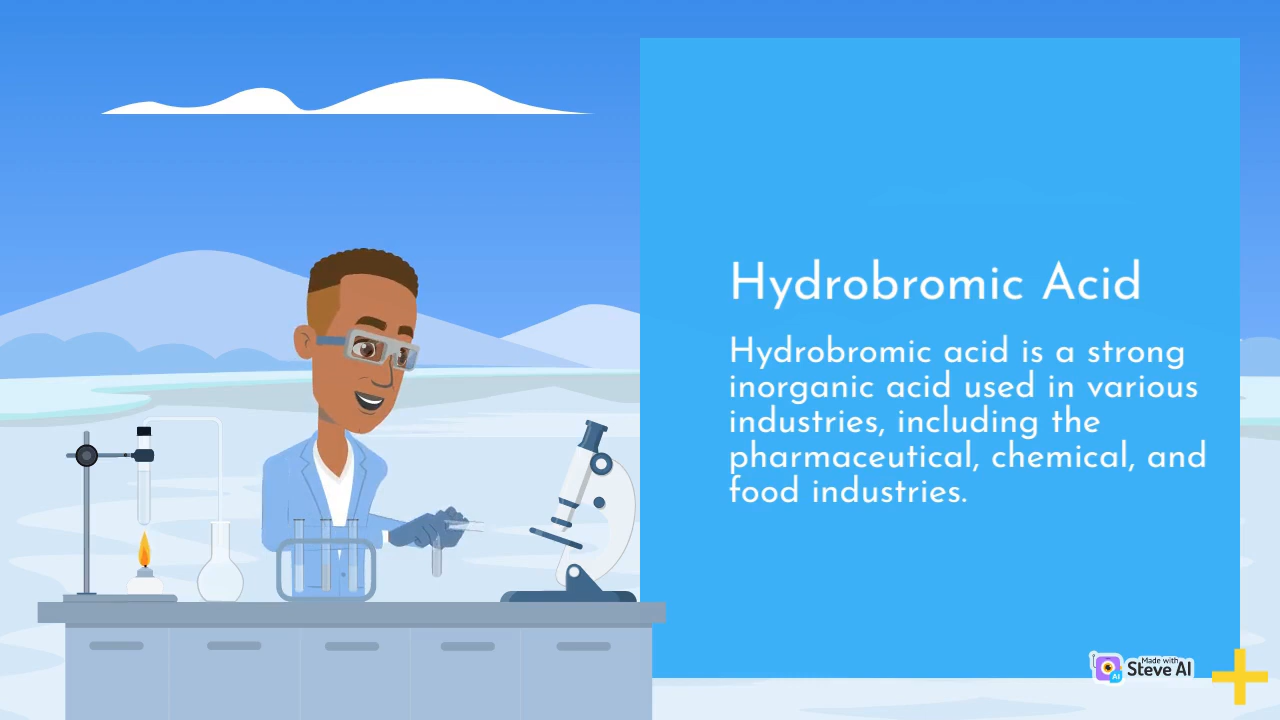 Hydrobromic Acid
Hydrobromic acid is a strong
inorganic acid used in various
industries, including the
pharmaceutical, chemical, and
food industries.
Made with
Steve AI
AI